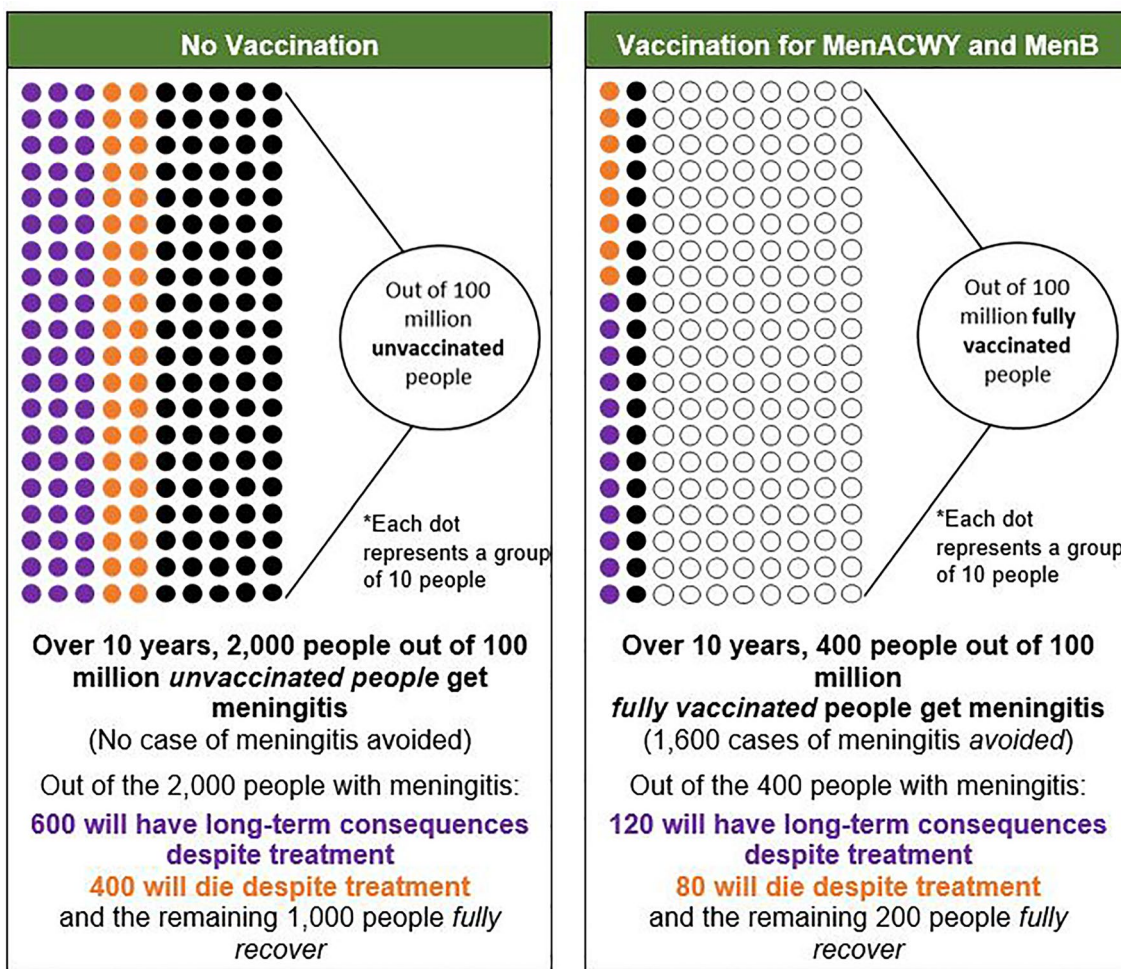 No Vaccination
Out of 100
million
unvaccinated
people
*Each dot
represents a group
of 10 people
Over 10 years, 2,000 people out of 100
million unvaccinated people get
meningitis
(No case of meningitis avoided)
Out of the 2,000 people with meningitis:
600 will have long-term consequences
despite treatment
400 will die despite treatment
and the remaining 1,000 people fully
recover
Vaccination for MenACWY and MenB
Out of 100
million fully
vaccinated
people
*Each dot
represents a group
of 10 people
Over 10 years, 400 people out of 100
million
fully vaccinated people get meningitis
(1,600 cases of meningitis avoided)
Out of the 400 people with meningitis:
120 will have long-term consequences
despite treatment
80 will die despite treatment
and the remaining 200 people fully
recover